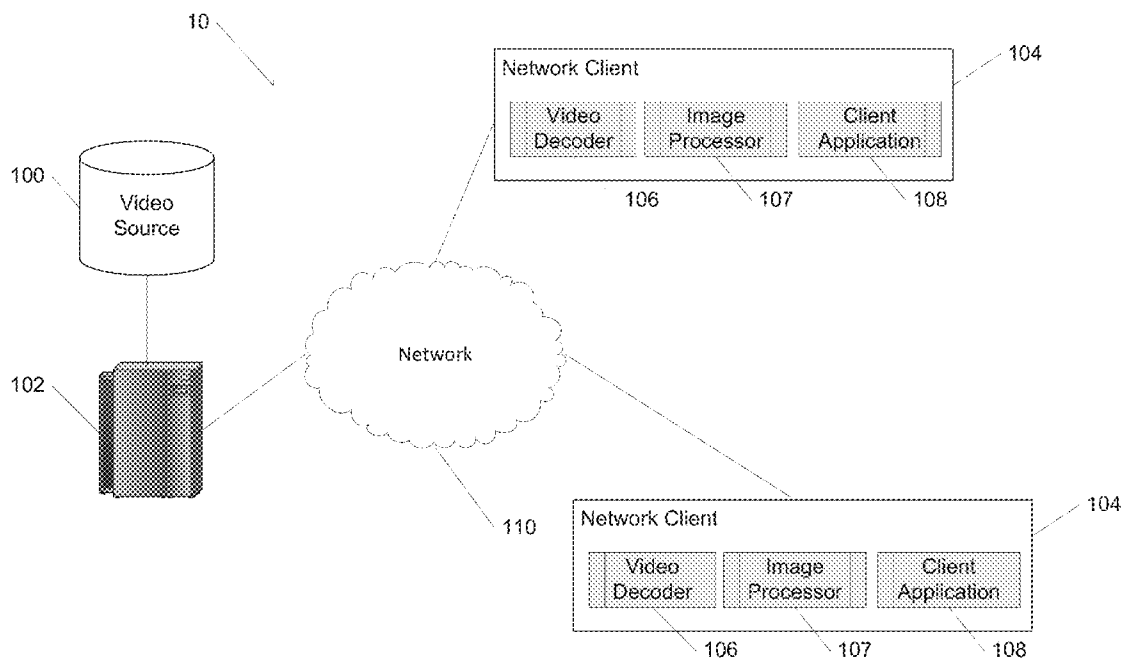 10
Network Client
104
Video
Decoder
Image
Processor
Client
Application
106
107
108
100
Video
Source
Network
102
110
Network Client
104
Video
Decoder
Image
Processor
Client
Application
106
107
108